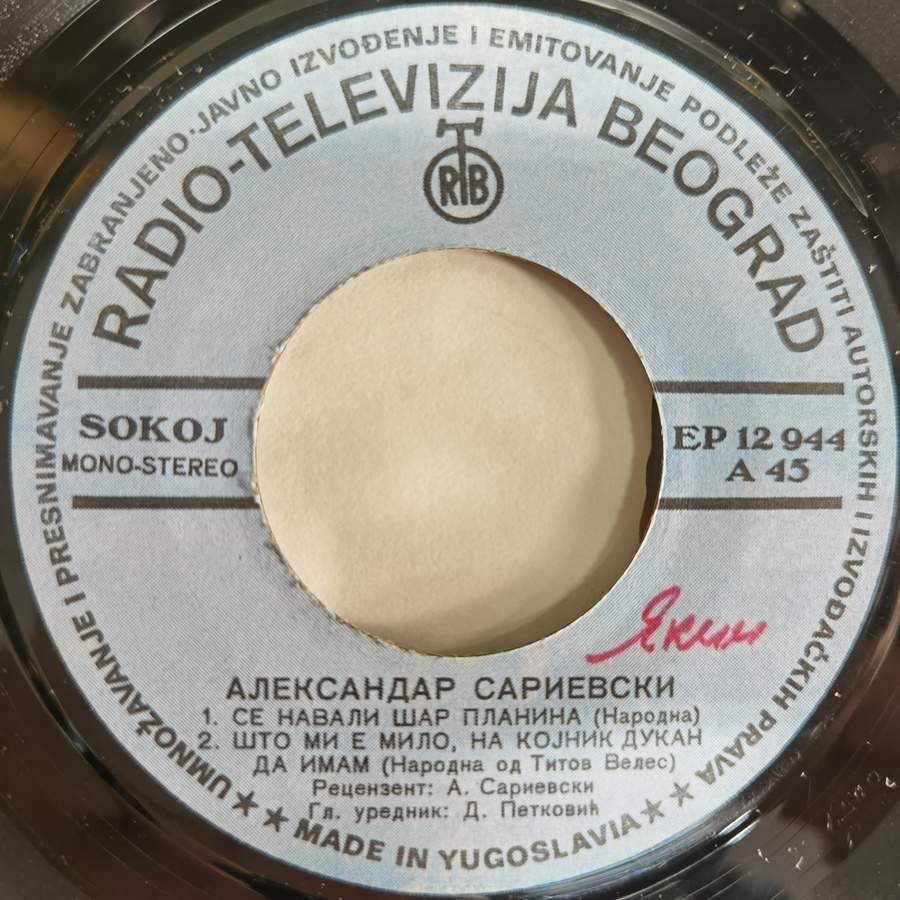 UMNOŽAVANJE I PRESNIMAVANJE ZABRANJENO·JAVNO IZVOĐENJE I EMITOVANJE PODLEŽE ZAŠTITI AUTORSKIH I IZVOĐAČKIH PRAVA
RADIO-TELEVIZIJA BEOGRAD
RTB
SOKOJ
MONO-STEREO
EP 12 944
A 45
Яким
АЛЕКСАНДАР САРИЕВСКИ
1. СЕ НАВАЛИ ШАР ПЛАНИНА (Народна)
2. ШТО МИ Е МИЛО, НА КОЈНИК ДУКАН
ДА ИМАМ (Народна од Титов Велес)
Рецензент: А. Сариевски
Гл. уредник: Д. Петковић
★★ MADE IN YUGOSLAVIA ★★